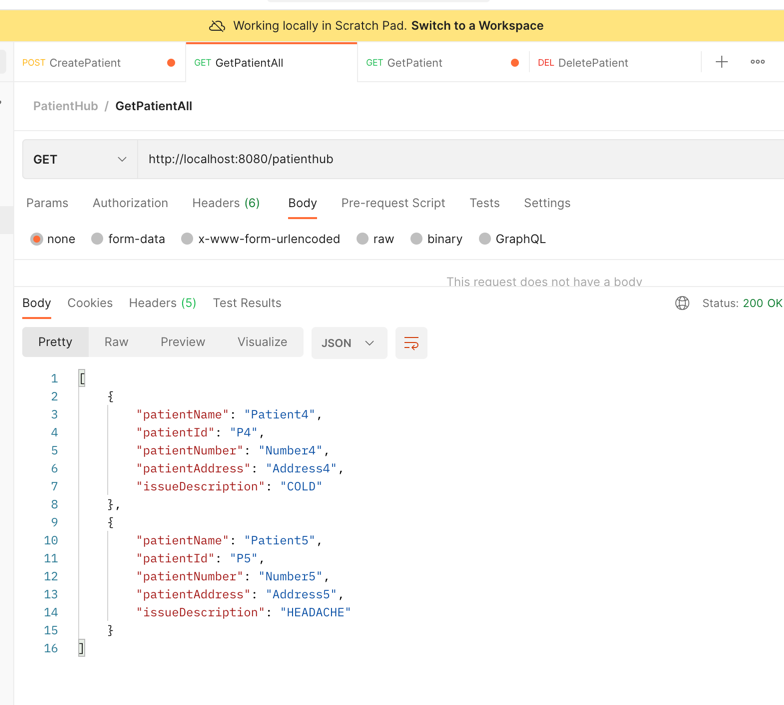 Working locally in Scratch Pad. Switch to a Workspace
POST CreatePatient GET GetPatientAll GET GetPatient DEL DeletePatient
PatientHub / GetPatientAll
GET http://localhost:8080/patienthub
Params Authorization Headers (6) Body Pre-request Script Tests Settings
none form-data x-www-form-urlencoded raw binary GraphQL
This request does not have a body
Body Cookies Headers (5) Test Results Status: 200 OK
Pretty Raw Preview Visualize JSON
1 [
2 {
3 "patientName": "Patient4",
4 "patientId": "P4",
5 "patientNumber": "Number4",
6 "patientAddress": "Address4",
7 "issueDescription": "COLD"
8 },
9 {
10 "patientName": "Patient5",
11 "patientId": "P5",
12 "patientNumber": "Number5",
13 "patientAddress": "Address5",
14 "issueDescription": "HEADACHE"
15 }
16 ]